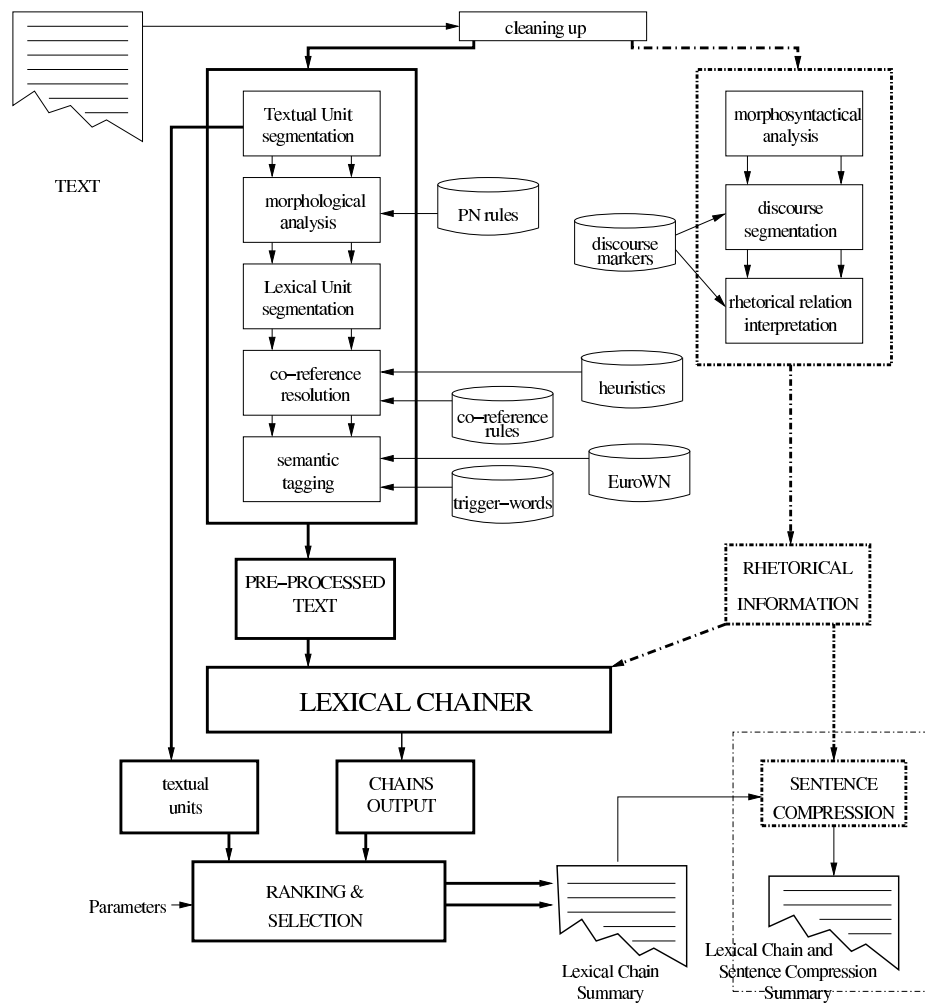 cleaning up
TEXT
Textual Unit
segmentation
morphological
analysis
PN rules
Lexical Unit
segmentation
co−reference
resolution
heuristics
co−reference
rules
semantic
tagging
EuroWN
trigger−words
morphosyntactical
analysis
discourse
segmentation
discourse
markers
rhetorical relation
interpretation
PRE−PROCESSED
TEXT
RHETORICAL
INFORMATION
LEXICAL CHAINER
textual
units
CHAINS
OUTPUT
SENTENCE
COMPRESSION
Parameters
RANKING &
SELECTION
Lexical Chain
Summary
Lexical Chain and
Sentence Compression
Summary